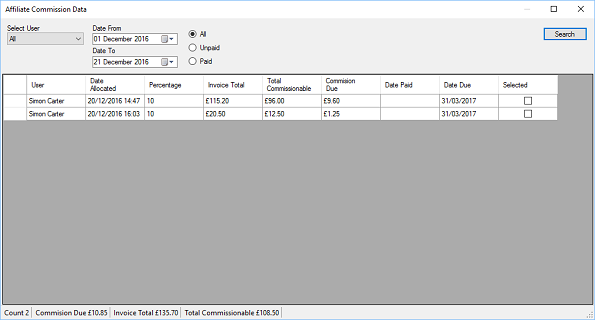 Affiliate Commission Data
Select User
All
Date From
01 December 2016
Date To
21 December 2016
All
Unpaid
Paid
Search
User Date Allocated Percentage Invoice Total Total Commissionable Commision Due Date Paid Date Due Selected
Simon Carter 20/12/2016 14:47 10 £115.20 £96.00 £9.60 31/03/2017
Simon Carter 20/12/2016 16:03 10 £20.50 £12.50 £1.25 31/03/2017
Count 2 Commision Due £10.85 Invoice Total £135.70 Total Commissionable £108.50